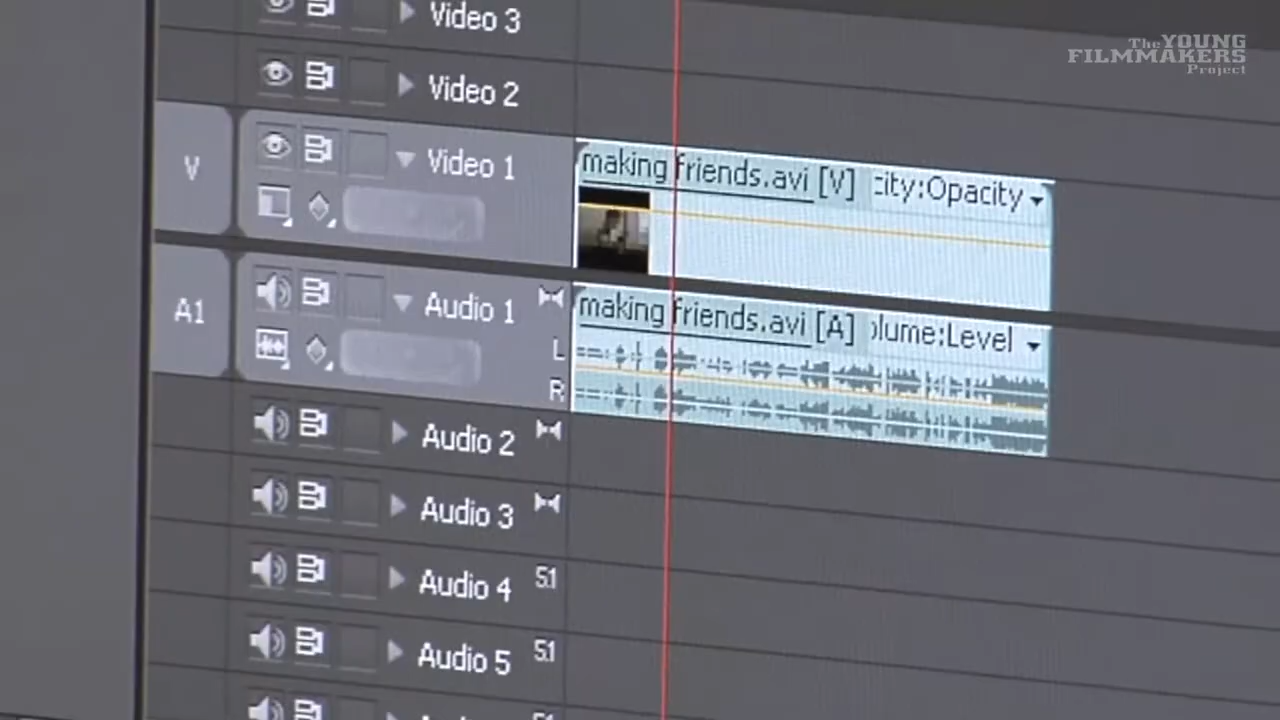 The YOUNG
FILMMAKERS
Project
Video 3
Video 2
V
Video 1
making friends.avi [V] city:Opacity
A1
Audio 1
making friends.avi [A] olume:Level
L
R
Audio 2
Audio 3
Audio 4 5.1
Audio 5 5.1